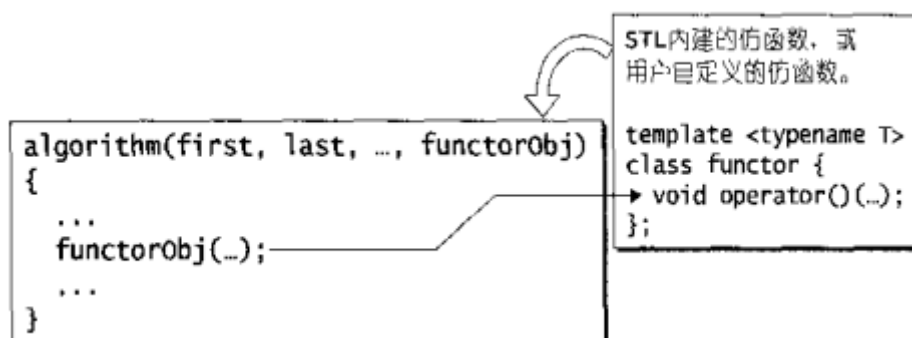 STL内建的仿函数，或
用户自定义的仿函数。
template <typename T>
class functor {
void operator()(…);
};
algorithm(first, last, …, functorObj)
{
...
functorObj(…);
...
}